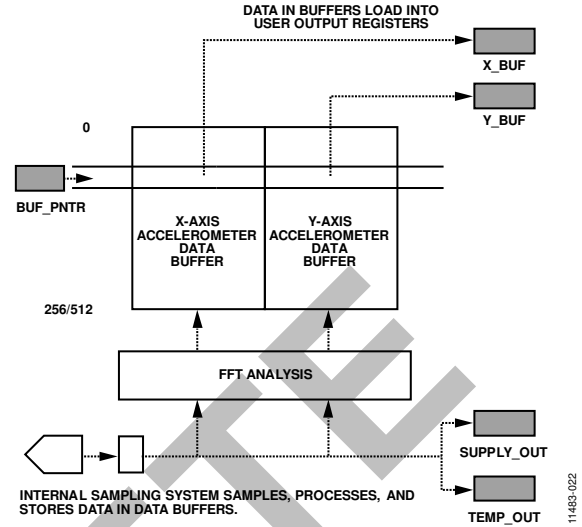 DATA IN BUFFERS LOAD INTO
USER OUTPUT REGISTERS
X_BUF
Y_BUF
0
BUF_PNTR
X-AXIS
ACCELEROMETER
DATA
BUFFER
Y-AXIS
ACCELEROMETER
DATA
BUFFER
256/512
FFT ANALYSIS
SUPPLY_OUT
INTERNAL SAMPLING SYSTEM SAMPLES, PROCESSES, AND
STORES DATA IN DATA BUFFERS.
TEMP_OUT
11483-022
TE